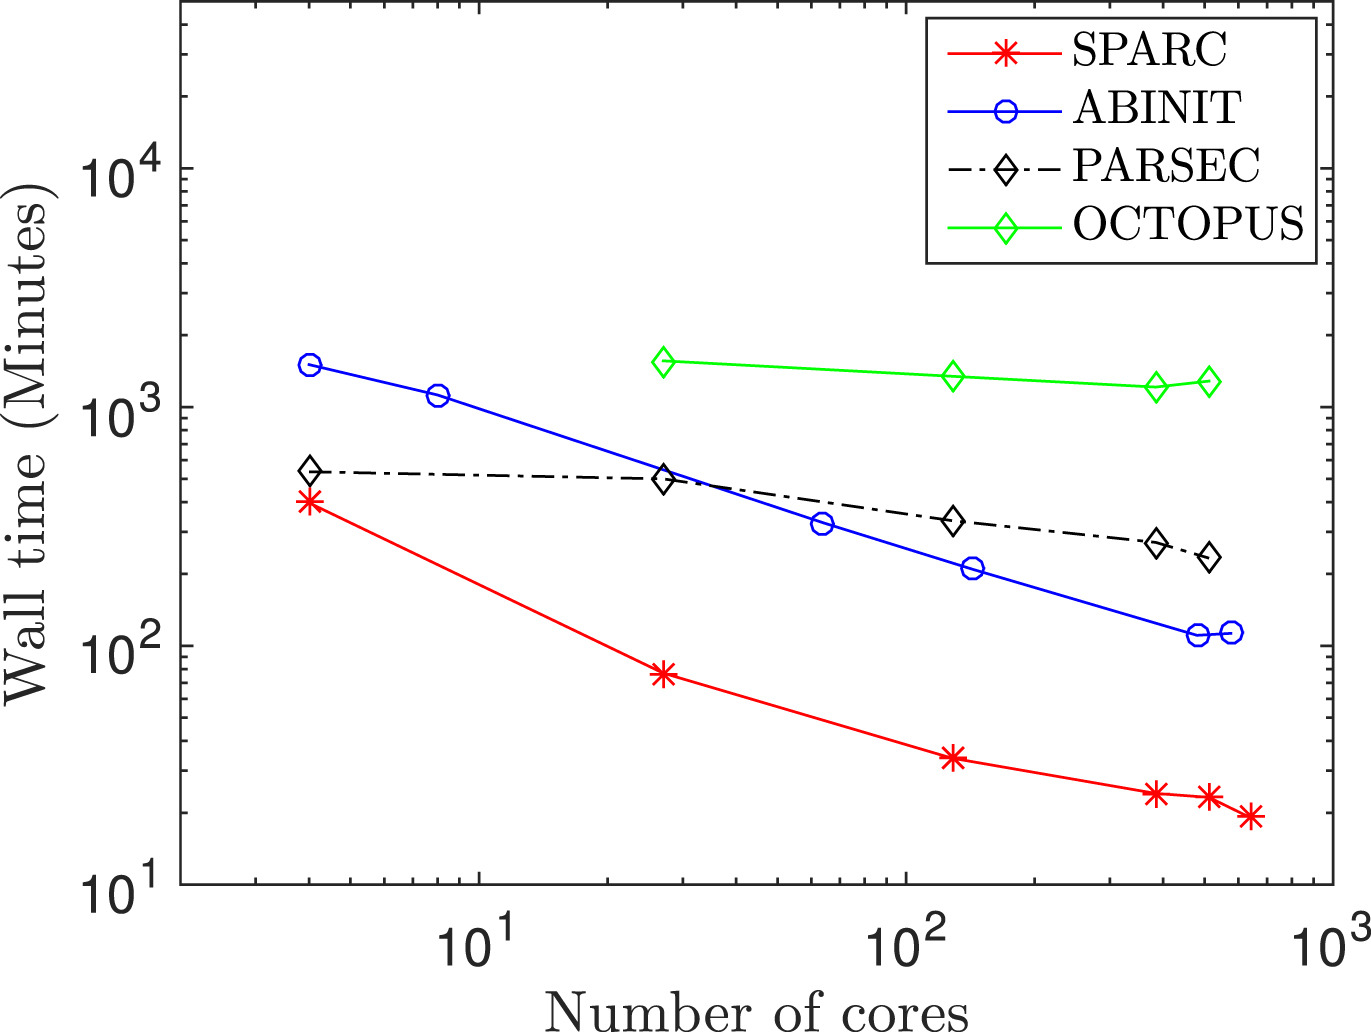 SPARC
ABINIT
PARSEC
OCTOPUS
10^4
10^3
10^2
10^1
Wall time (Minutes)
10^1
10^2
10^3
Number of cores